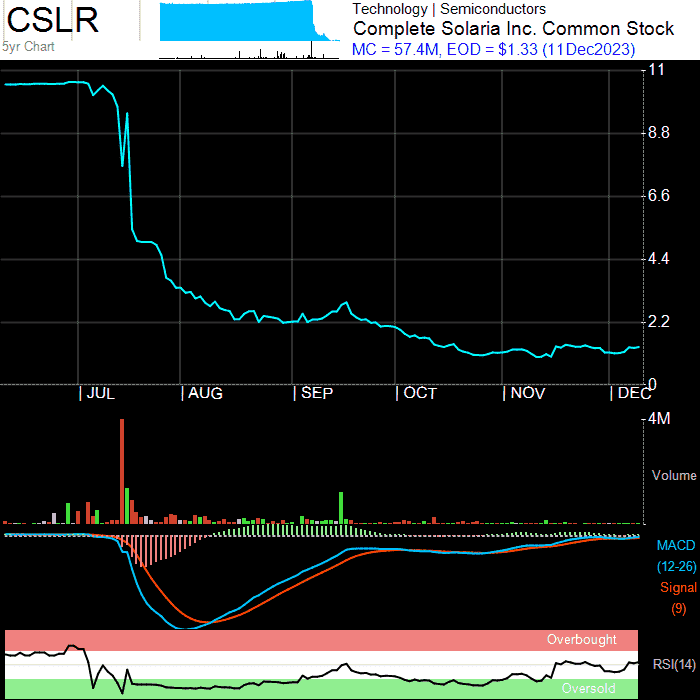 CSLR
5yr Chart
Technology | Semiconductors
Complete Solaria Inc. Common Stock
MC = 57.4M, EOD = $1.33 (11Dec2023)
11
8.8
6.6
4.4
2.2
0
| JUL | AUG | SEP | OCT | NOV | DEC
4M
Volume
MACD
(12-26)
Signal
(9)
Overbought
RSI(14)
Oversold